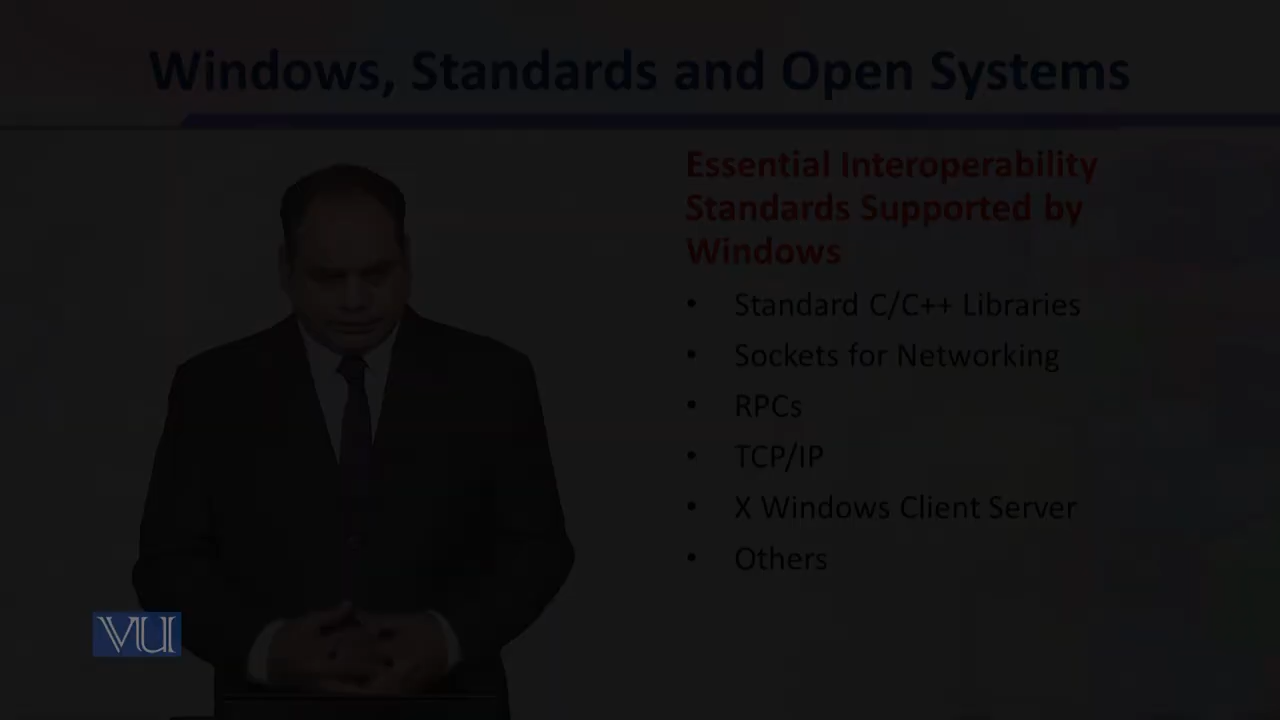 Windows, Standards and Open Systems
Essential Interoperability
Standards Supported by
Windows
• Standard C/C++ Libraries
• Sockets for Networking
• RPCs
• TCP/IP
• X Windows Client Server
• Others
VU